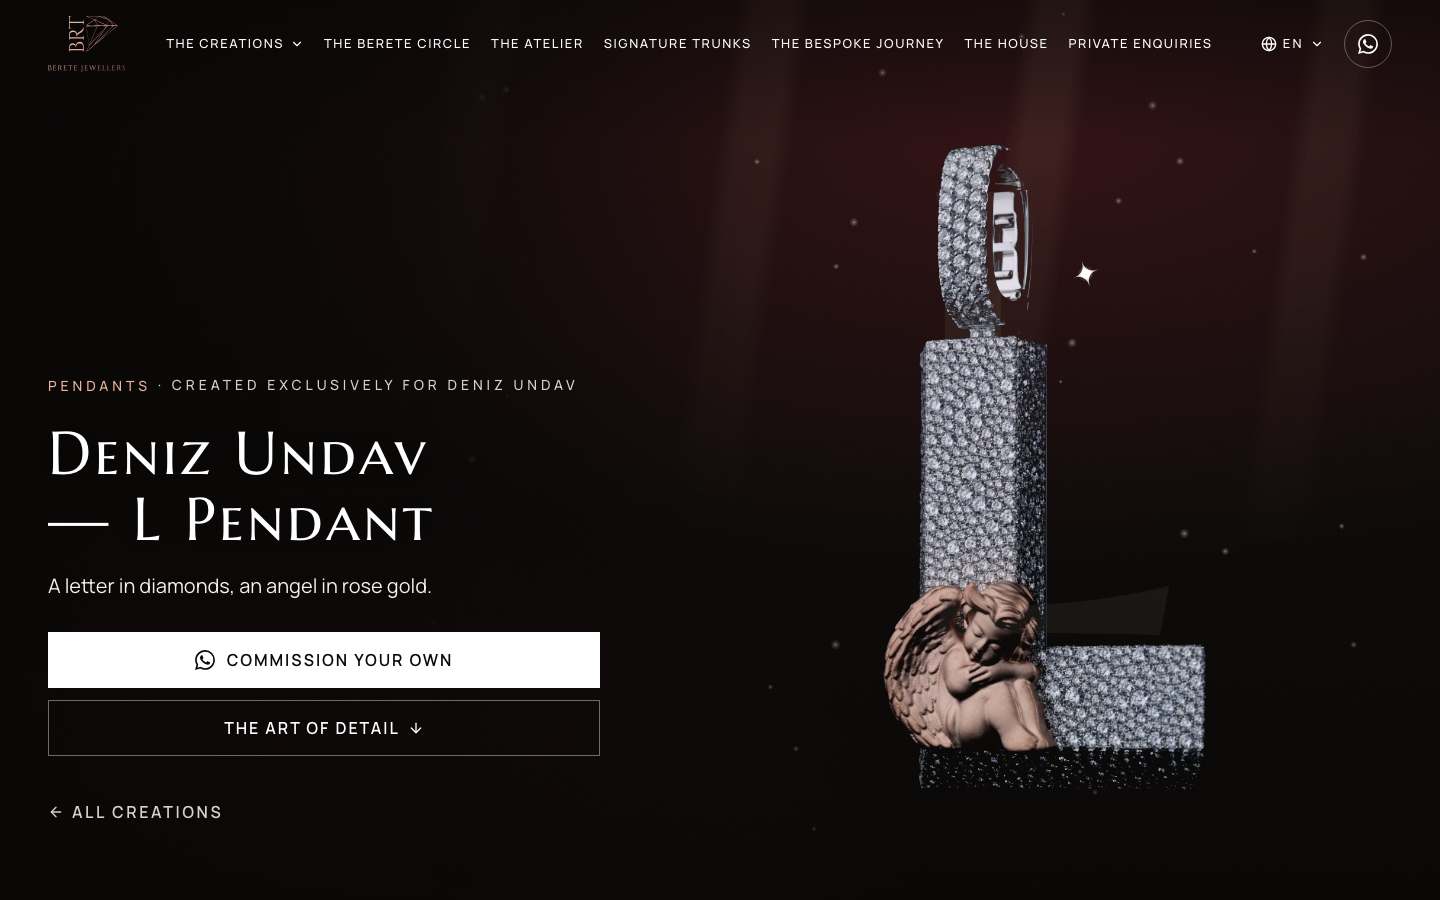 BRT
BERETE JEWELLERS
THE CREATIONS
THE BERETE CIRCLE
THE ATELIER
SIGNATURE TRUNKS
THE BESPOKE JOURNEY
THE HOUSE
PRIVATE ENQUIRIES
EN
PENDANTS · CREATED EXCLUSIVELY FOR DENIZ UNDAV
DENIZ UNDAV
— L PENDANT
A letter in diamonds, an angel in rose gold.
COMMISSION YOUR OWN
THE ART OF DETAIL ↓
← ALL CREATIONS